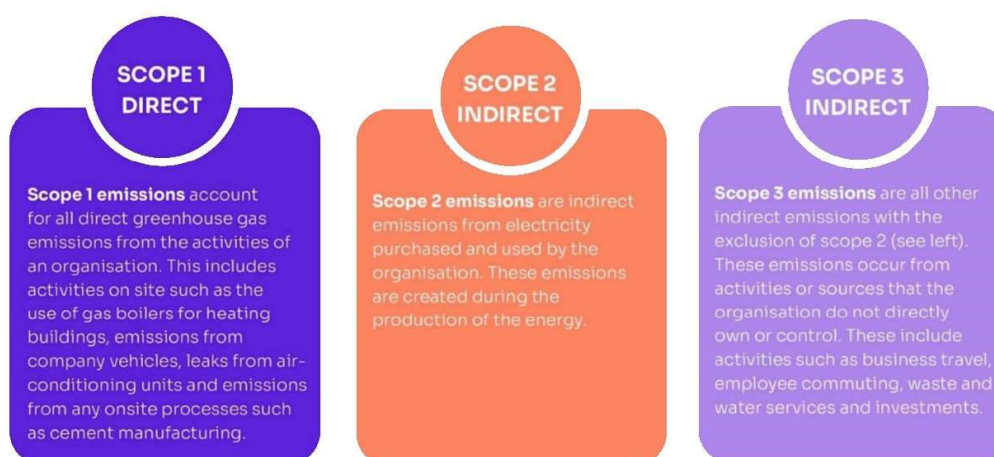 SCOPE 1
DIRECT
Scope 1 emissions account
for all direct greenhouse gas
emissions from the activities of
an organisation. This includes
activities on site such as the
use of gas boilers for heating
buildings, emissions from
company vehicles, leaks from air-
conditioning units and emissions
from any onsite processes such
as cement manufacturing.
SCOPE 2
INDIRECT
Scope 2 emissions are indirect
emissions from electricity
purchased and used by the
organisation. These emissions
are created during the
production of the energy.
SCOPE 3
INDIRECT
Scope 3 emissions are all other
indirect emissions with the
exclusion of scope 2 (see left).
These emissions occur from
activities or sources that the
organisation do not directly
own or control. These include
activities such as business travel,
employee commuting, waste and
water services and investments.